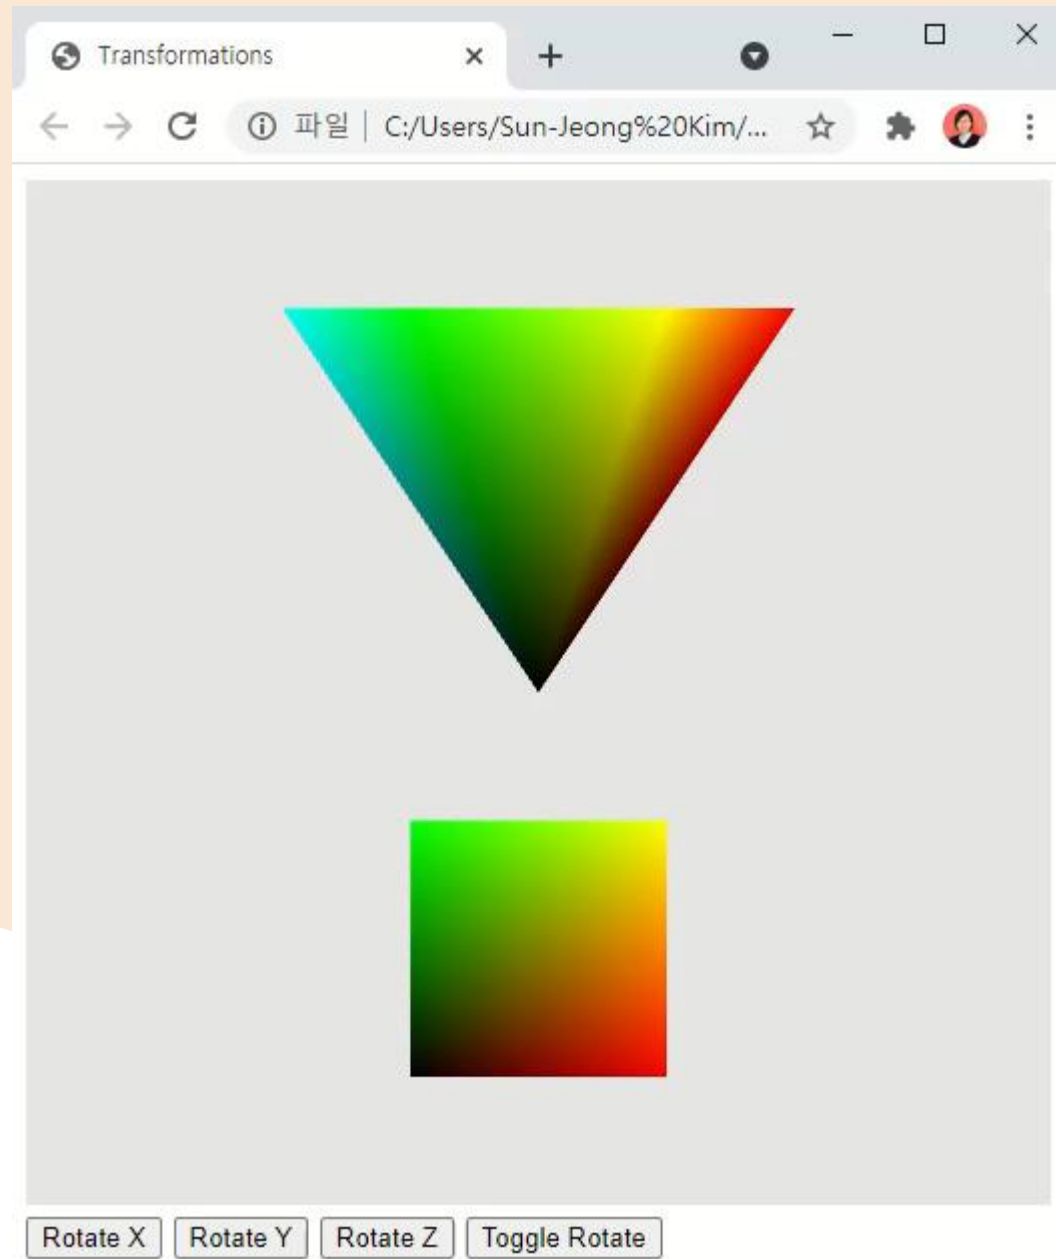 Transformations
파일 | C:/Users/Sun-Jeong%20Kim/...
Rotate X Rotate Y Rotate Z Toggle Rotate